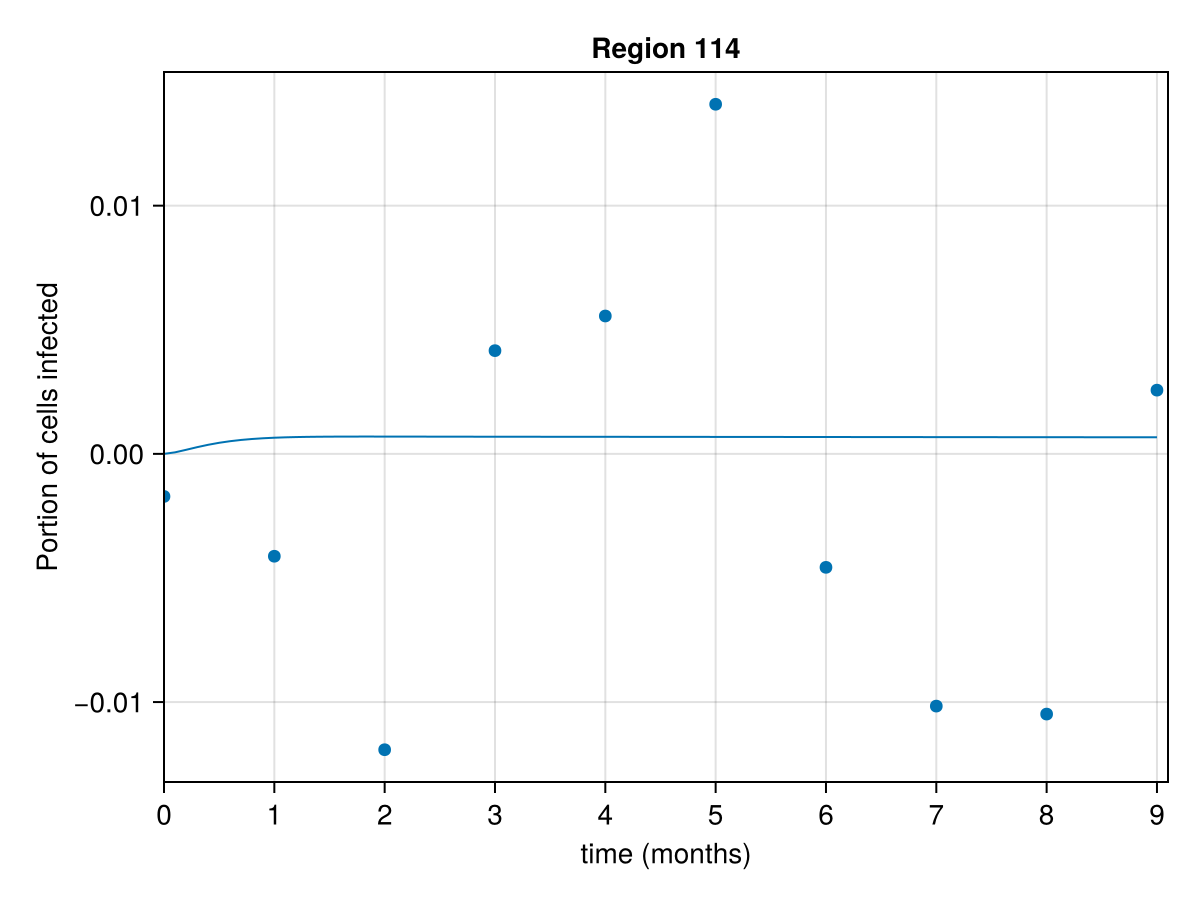 Region 114
Portion of cells infected
0.01
0.00
−0.01
0 1 2 3 4 5 6 7 8 9
time (months)